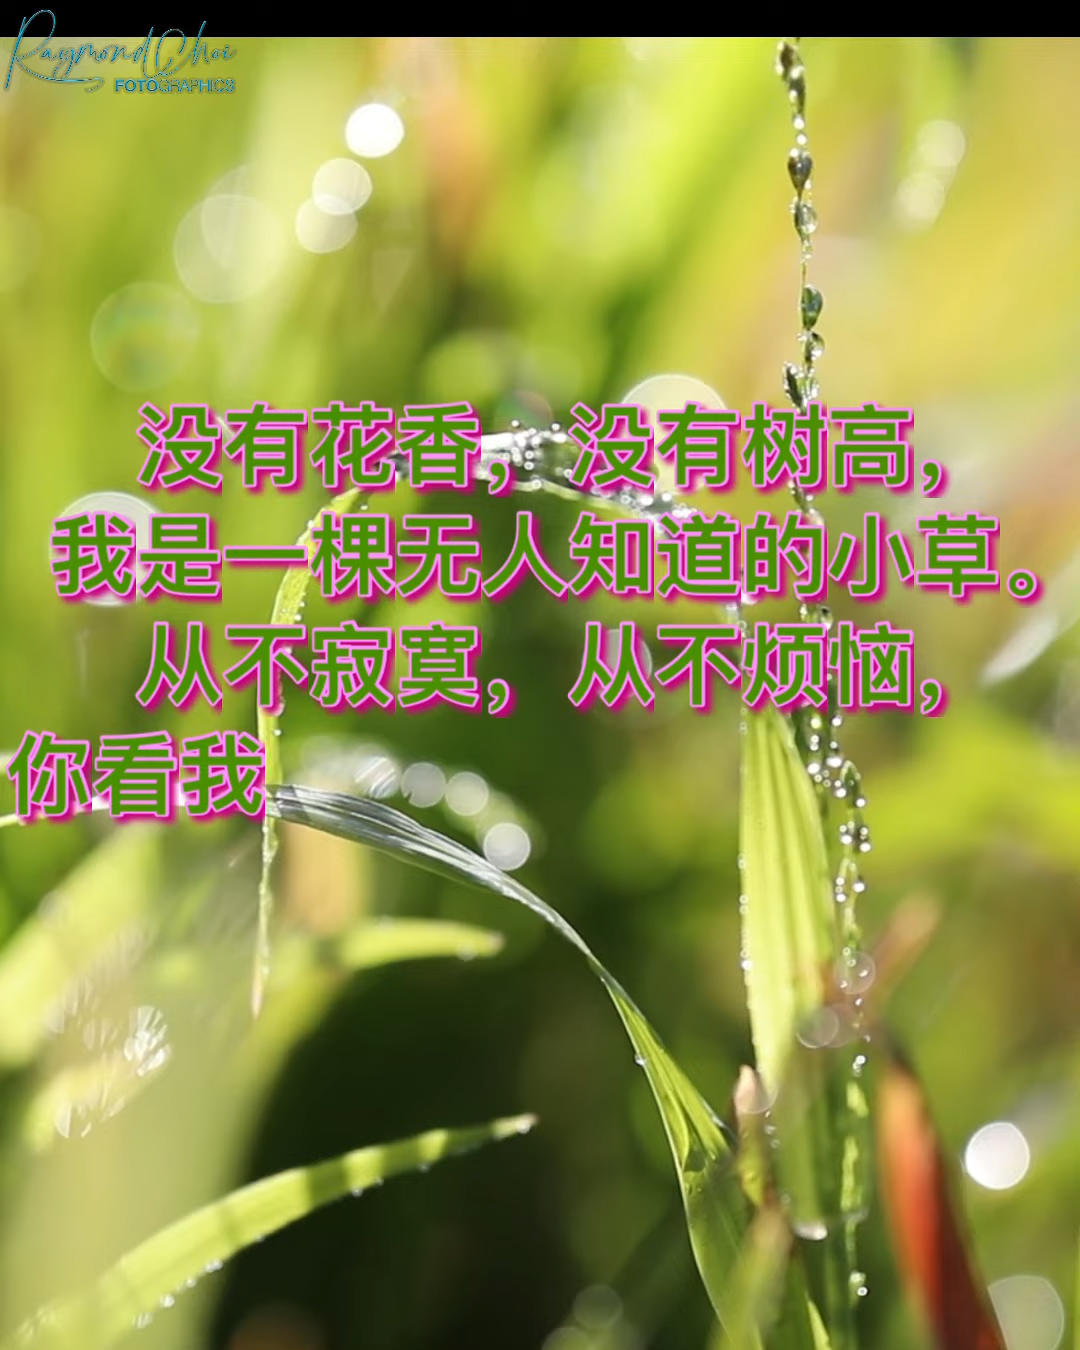 RaymondChoi
FOTOGRAPHICS
没有花香，没有树高，
我是一棵无人知道的小草。
从不寂寞，从不烦恼，
你看我